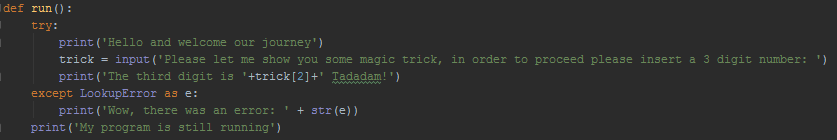 def run():
    try:
        print('Hello and welcome our journey')
        trick = input('Please let me show you some magic trick, in order to proceed please insert a 3 digit number: ')
        print('The third digit is '+trick[2]+' Tadadam!')
    except LookupError as e:
        print('Wow, there was an error: ' + str(e))
    print('My program is still running')